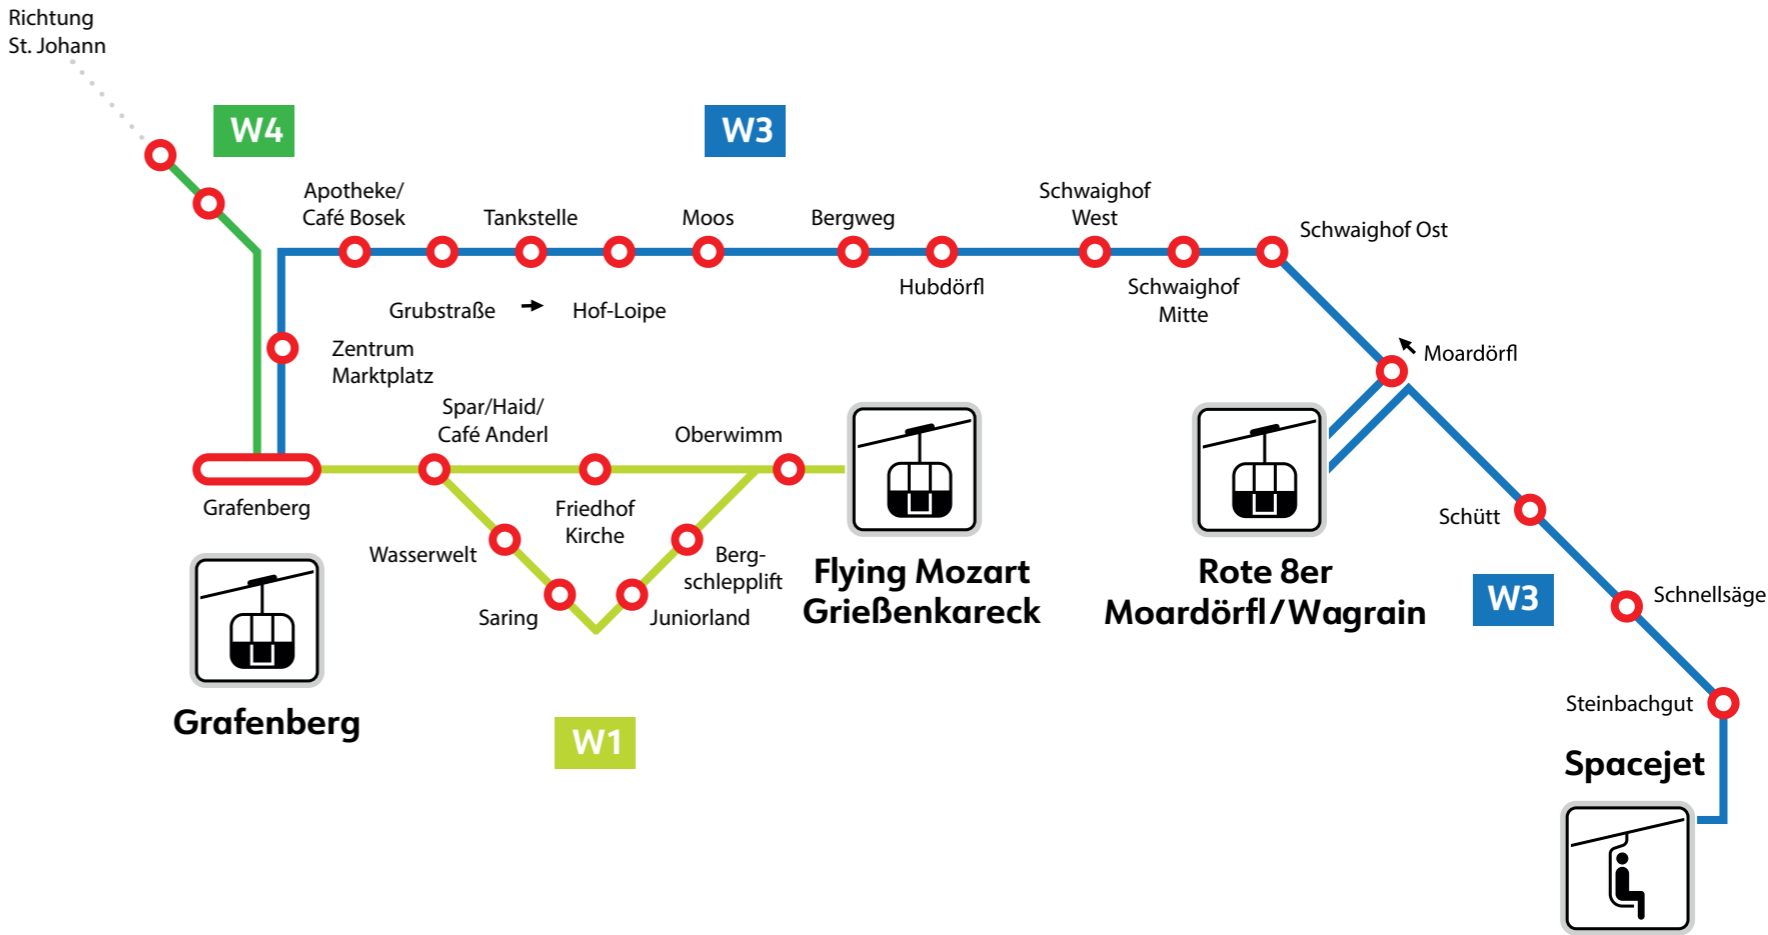 Richtung
St. Johann
W4
W3
Apotheke/
Café Bosek
Tankstelle
Moos
Bergweg
Schwaighof
West
Schwaighof Ost
Grubstraße
Hof-Loipe
Hubdörfl
Schwaighof
Mitte
Zentrum
Marktplatz
Moardörfl
Spar/Haid/
Café Anderl
Oberwimm
Grafenberg
Friedhof
Kirche
Wasserwelt
Berg-
schlepplift
Saring
Juniorland
Flying Mozart
Grießenkareck
Rote 8er
Moardörfl/Wagrain
Schütt
W3
Schnellsäge
Steinbachgut
Grafenberg
W1
Spacejet